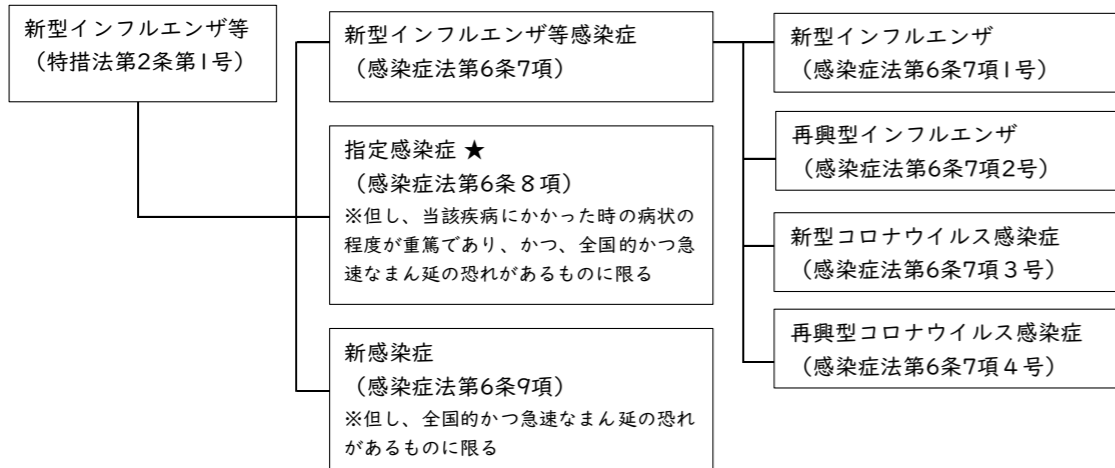 新型インフルエンザ等
（特措法第2条第1号）
新型インフルエンザ等感染症
（感染症法第6条7項）
指定感染症 ★
（感染症法第6条８項）
※但し、当該疾病にかかった時の病状の
程度が重篤であり、かつ、全国的かつ急
速なまん延の恐れがあるものに限る
新感染症
（感染症法第6条9項）
※但し、全国的かつ急速なまん延の恐れ
があるものに限る
新型インフルエンザ
（感染症法第6条7項1号）
再興型インフルエンザ
（感染症法第6条7項2号）
新型コロナウイルス感染症
（感染症法第6条7項３号）
再興型コロナウイルス感染症
（感染症法第6条7項４号）